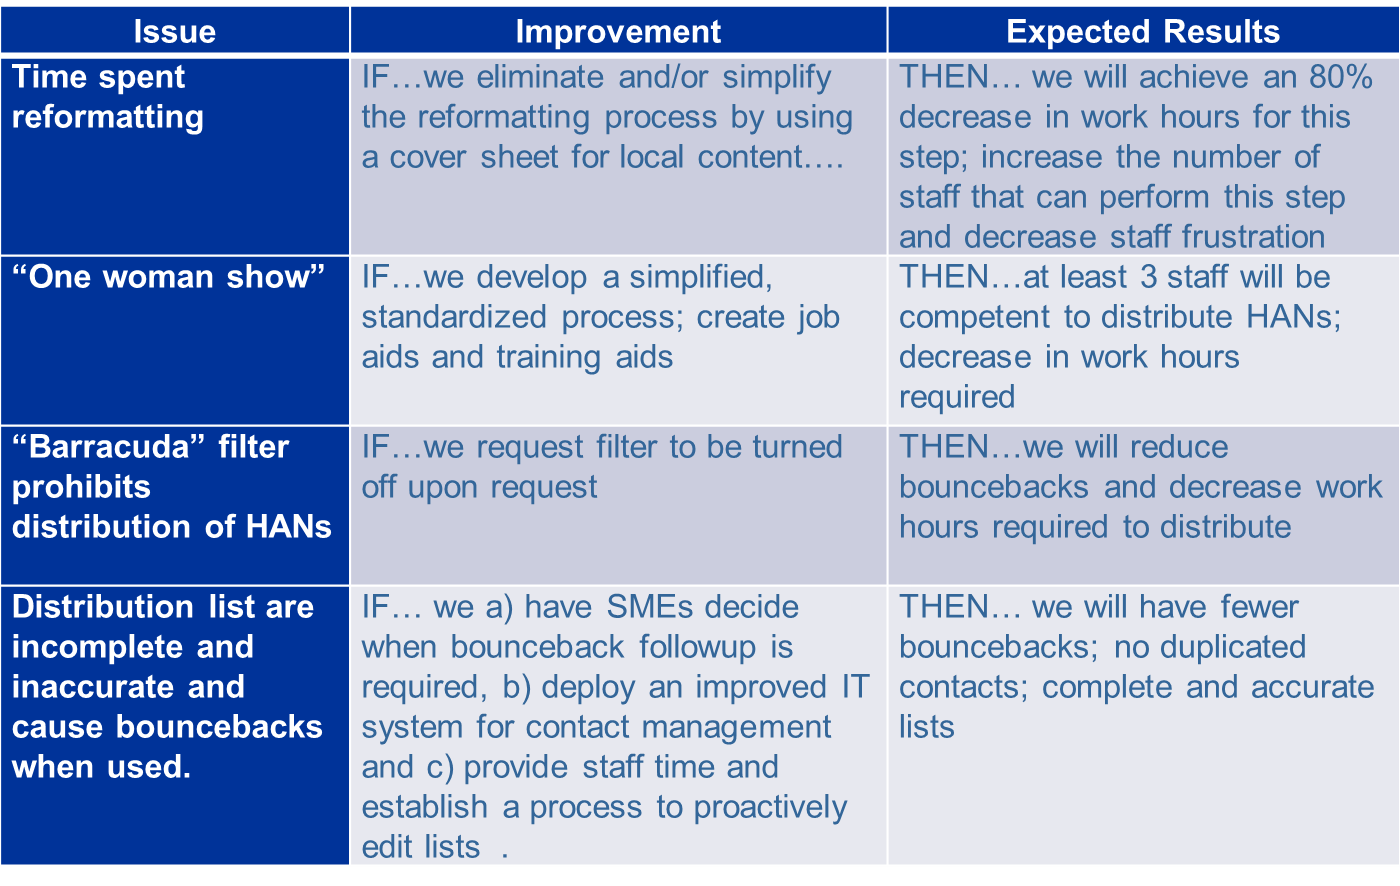 Issue
Improvement
Expected Results
Time spent
reformatting
IF…we eliminate and/or simplify
the reformatting process by using
a cover sheet for local content….
THEN… we will achieve an 80%
decrease in work hours for this
step; increase the number of
staff that can perform this step
and decrease staff frustration
“One woman show”
IF…we develop a simplified,
standardized process; create job
aids and training aids
THEN…at least 3 staff will be
competent to distribute HANs;
decrease in work hours
required
“Barracuda” filter
prohibits
distribution of HANs
IF…we request filter to be turned
off upon request
THEN…we will reduce
bouncebacks and decrease work
hours required to distribute
Distribution list are
incomplete and
inaccurate and
cause bouncebacks
when used.
IF… we a) have SMEs decide
when bounceback followup is
required, b) deploy an improved IT
system for contact management
and c) provide staff time and
establish a process to proactively
edit lists .
THEN… we will have fewer
bouncebacks; no duplicated
contacts; complete and accurate
lists